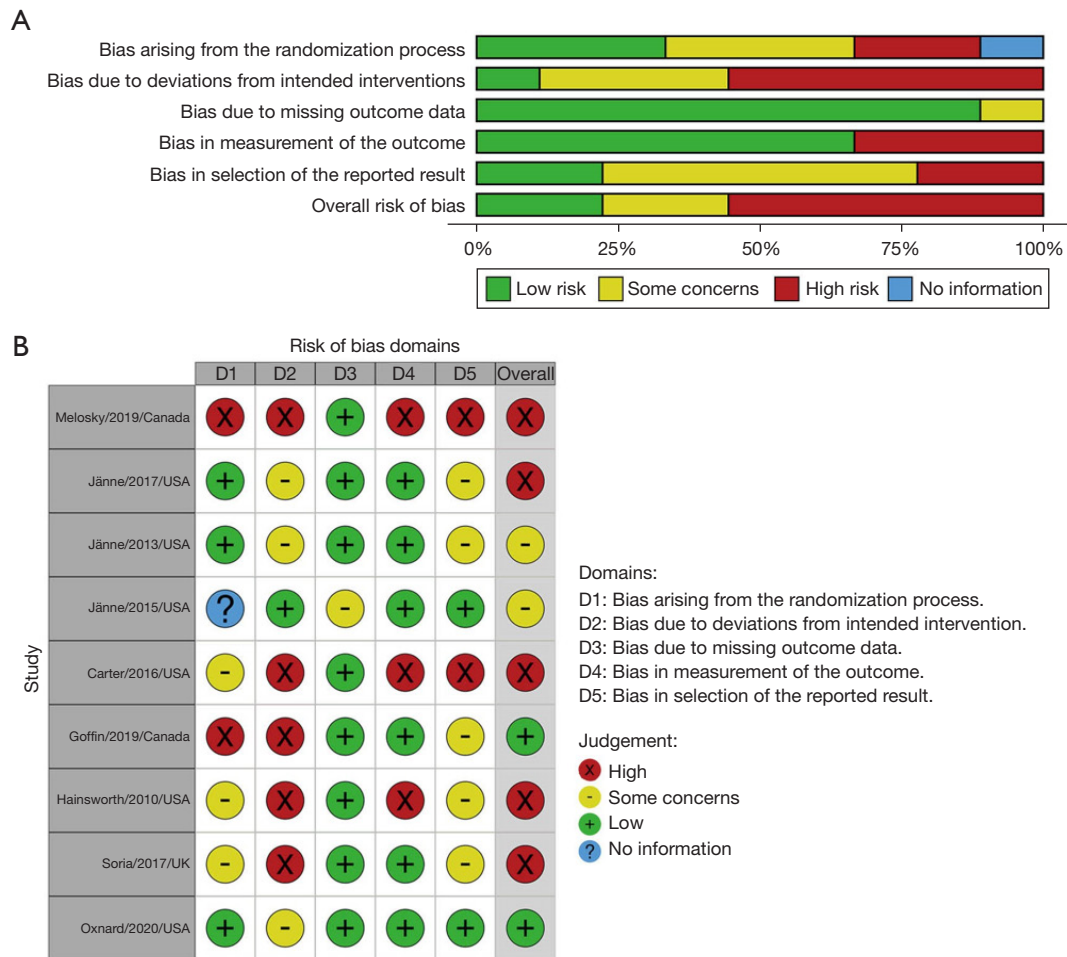 A
Bias arising from the randomization process
Bias due to deviations from intended interventions
Bias due to missing outcome data
Bias in measurement of the outcome
Bias in selection of the reported result
Overall risk of bias
0% 25% 50% 75% 100%
Low risk Some concerns High risk No information
B
Risk of bias domains
D1 D2 D3 D4 D5 Overall
Study
Melosky/2019/Canada X X + X X X
Jänne/2017/USA + - + + - X
Jänne/2013/USA + - + + - -
Jänne/2015/USA ? + - + + -
Carter/2016/USA - X + X X X
Goffin/2019/Canada X X + + - +
Hainsworth/2010/USA - X + X - X
Soria/2017/UK - X + + - X
Oxnard/2020/USA + - + + + +
Domains:
D1: Bias arising from the randomization process.
D2: Bias due to deviations from intended intervention.
D3: Bias due to missing outcome data.
D4: Bias in measurement of the outcome.
D5: Bias in selection of the reported result.
Judgement:
X High
- Some concerns
+ Low
? No information